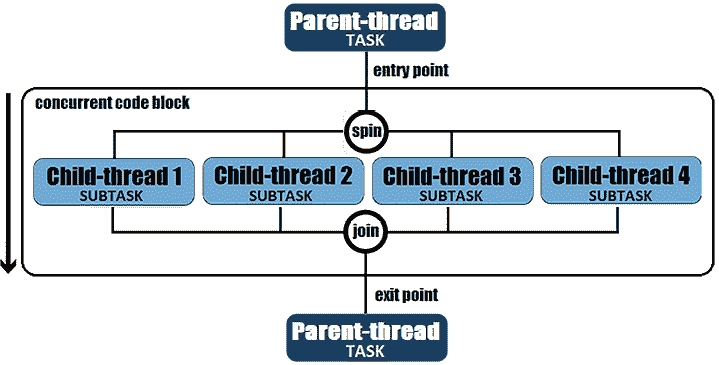 Parent-thread
TASK
entry point
concurrent code block
spin
Child-thread 1
SUBTASK
Child-thread 2
SUBTASK
Child-thread 3
SUBTASK
Child-thread 4
SUBTASK
join
exit point
Parent-thread
TASK